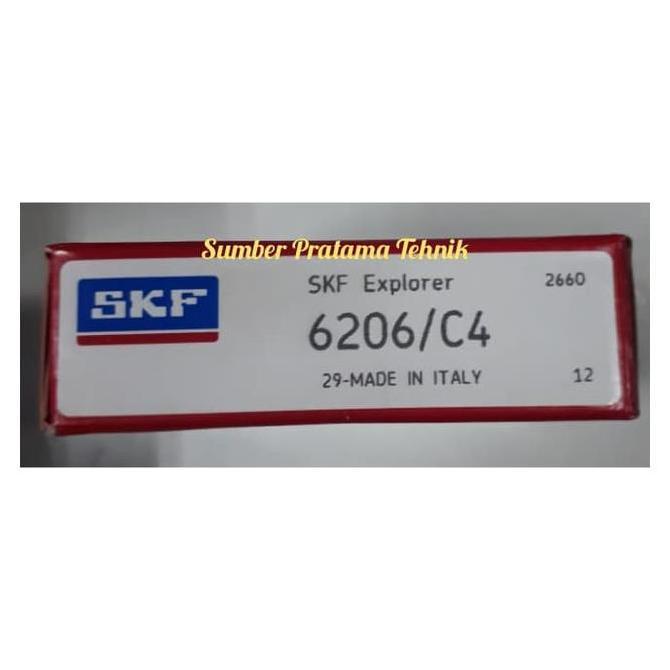 Sumber Pratama Tehnik
SKF
SKF Explorer
2660
6206/C4
29-MADE IN ITALY
12